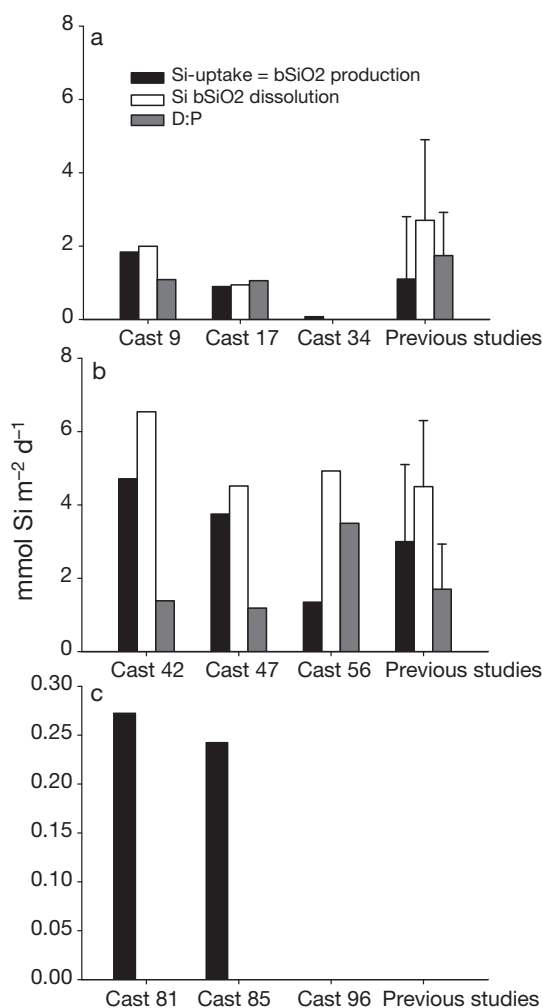 8
a
Si-uptake = bSiO2 production
Si bSiO2 dissolution
D:P
6
4
2
0
Cast 9 Cast 17 Cast 34 Previous studies
8
b
6
4
2
0
mmol Si m⁻² d⁻¹
Cast 42 Cast 47 Cast 56 Previous studies
0.30
c
0.25
0.20
0.15
0.10
0.05
0.00
Cast 81 Cast 85 Cast 96 Previous studies